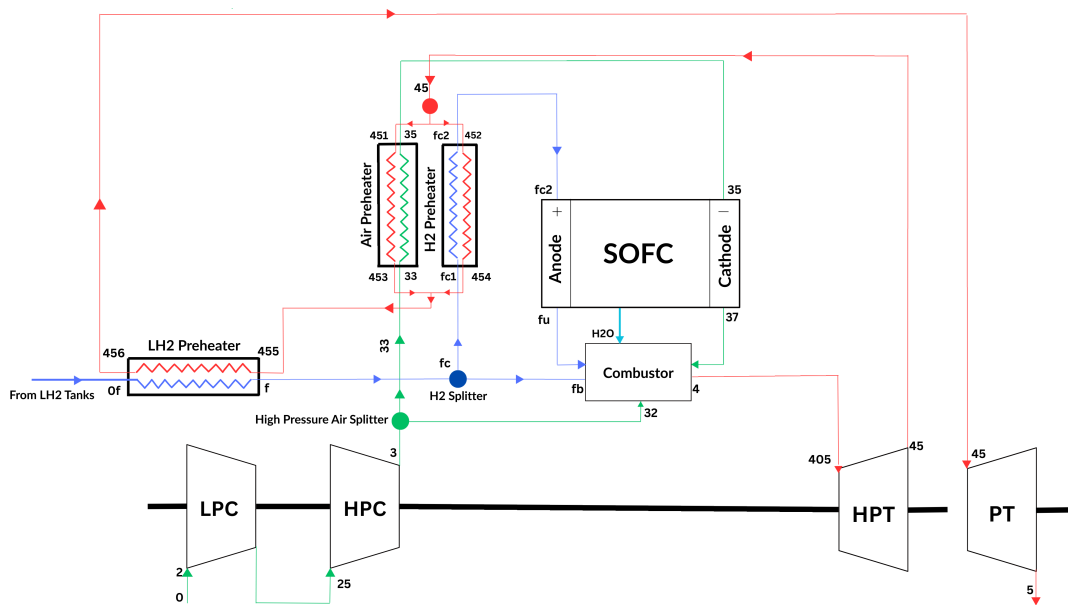 45
451
35
fc2
452
Air Preheater
H2 Preheater
453
33
fc1
454
fc2
35
+
−
Anode
SOFC
Cathode
fu
37
H2O
33
LH2 Preheater
456
455
From LH2 Tanks
0f
f
fc
H2 Splitter
Combustor
fb
4
32
High Pressure Air Splitter
3
LPC
HPC
2
0
25
405
45
HPT
45
PT
5